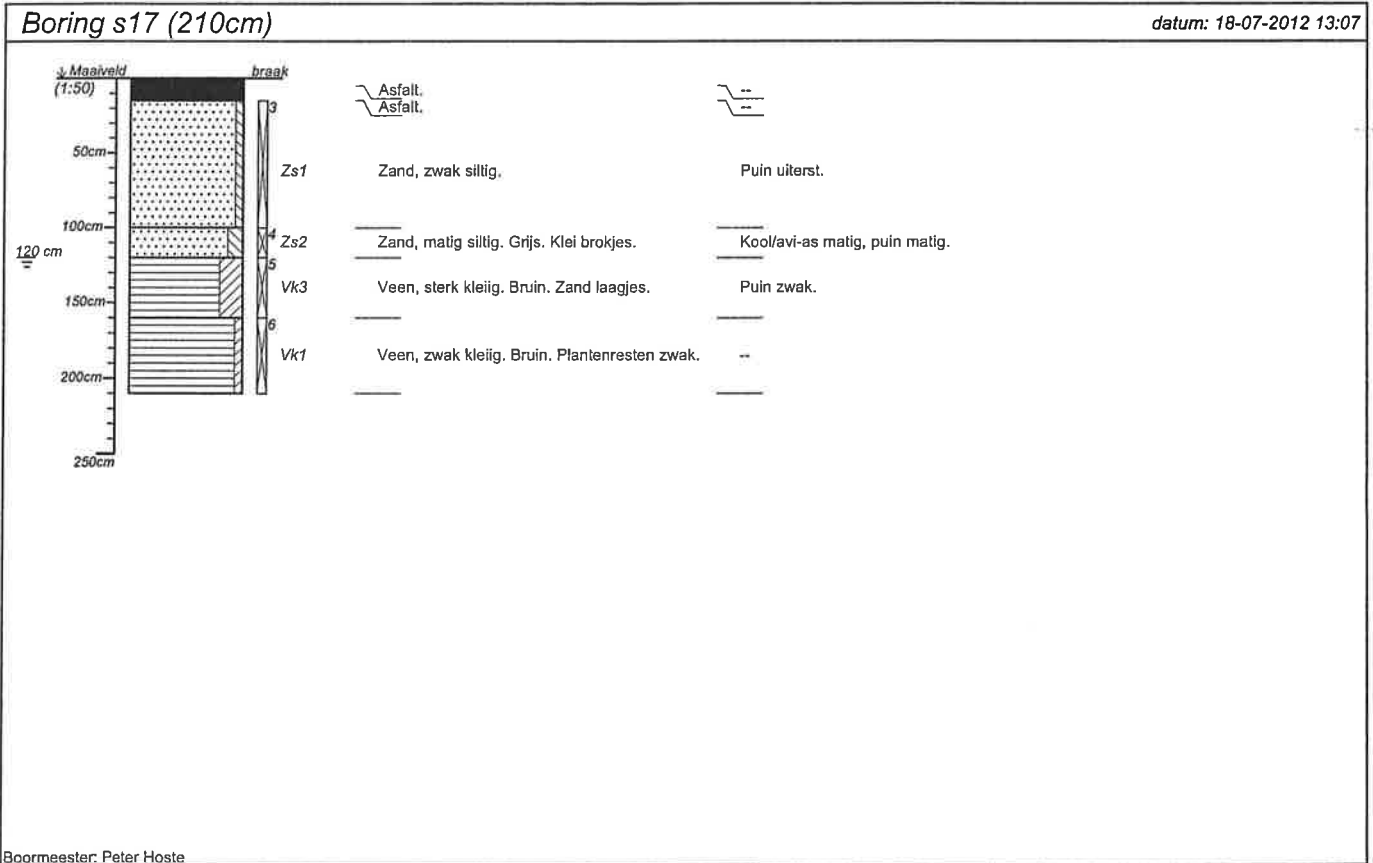 Boring s17 (210cm)
datum: 18-07-2012 13:07
Maaiveld
braak
(1:50)
Asfalt.
--
Asfalt.
--
3
50cm
Zs1
Zand, zwak siltig.
Puin uiterst.
100cm
4
Zs2
Zand, matig siltig. Grijs. Klei brokjes.
Kool/avi-as matig, puin matig.
120 cm
5
Vk3
Veen, sterk kleiig. Bruin. Zand laagjes.
Puin zwak.
150cm
6
Vk1
Veen, zwak kleiig. Bruin. Plantenresten zwak.
--
200cm
250cm
Boormeester: Peter Hoste